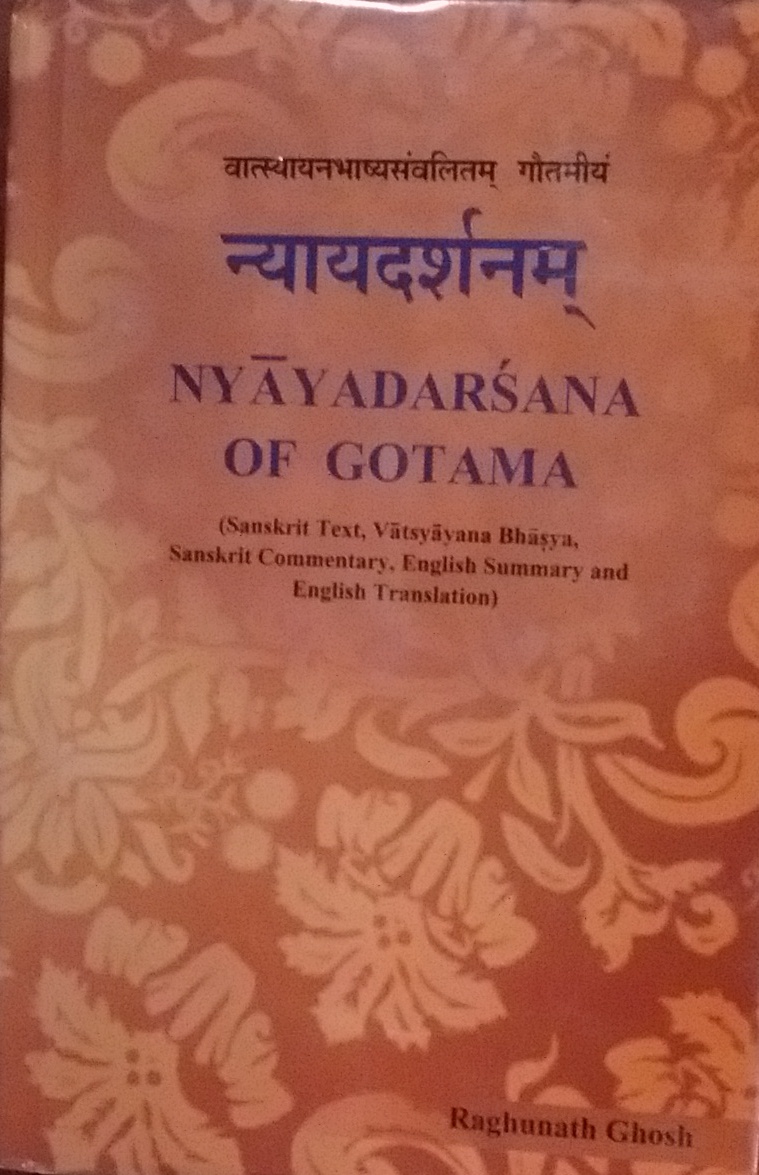 वात्स्यायनभाष्यसंवलितम् गौतमीयं
न्यायदर्शनम्
NYĀYADARŚANA
OF GOTAMA
(Sanskrit Text, Vātsyāyana Bhāṣya,
Sanskrit Commentary, English Summary and
English Translation)
Raghunath Ghosh